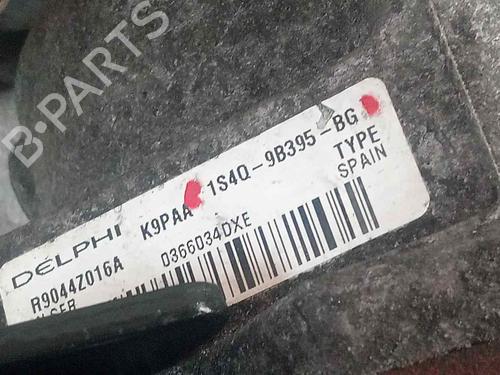 B-PARTS
DELPHI K9PAA 1S4Q-9B395-BG
TYPE
R9044Z016A 0366034DXE SPAIN